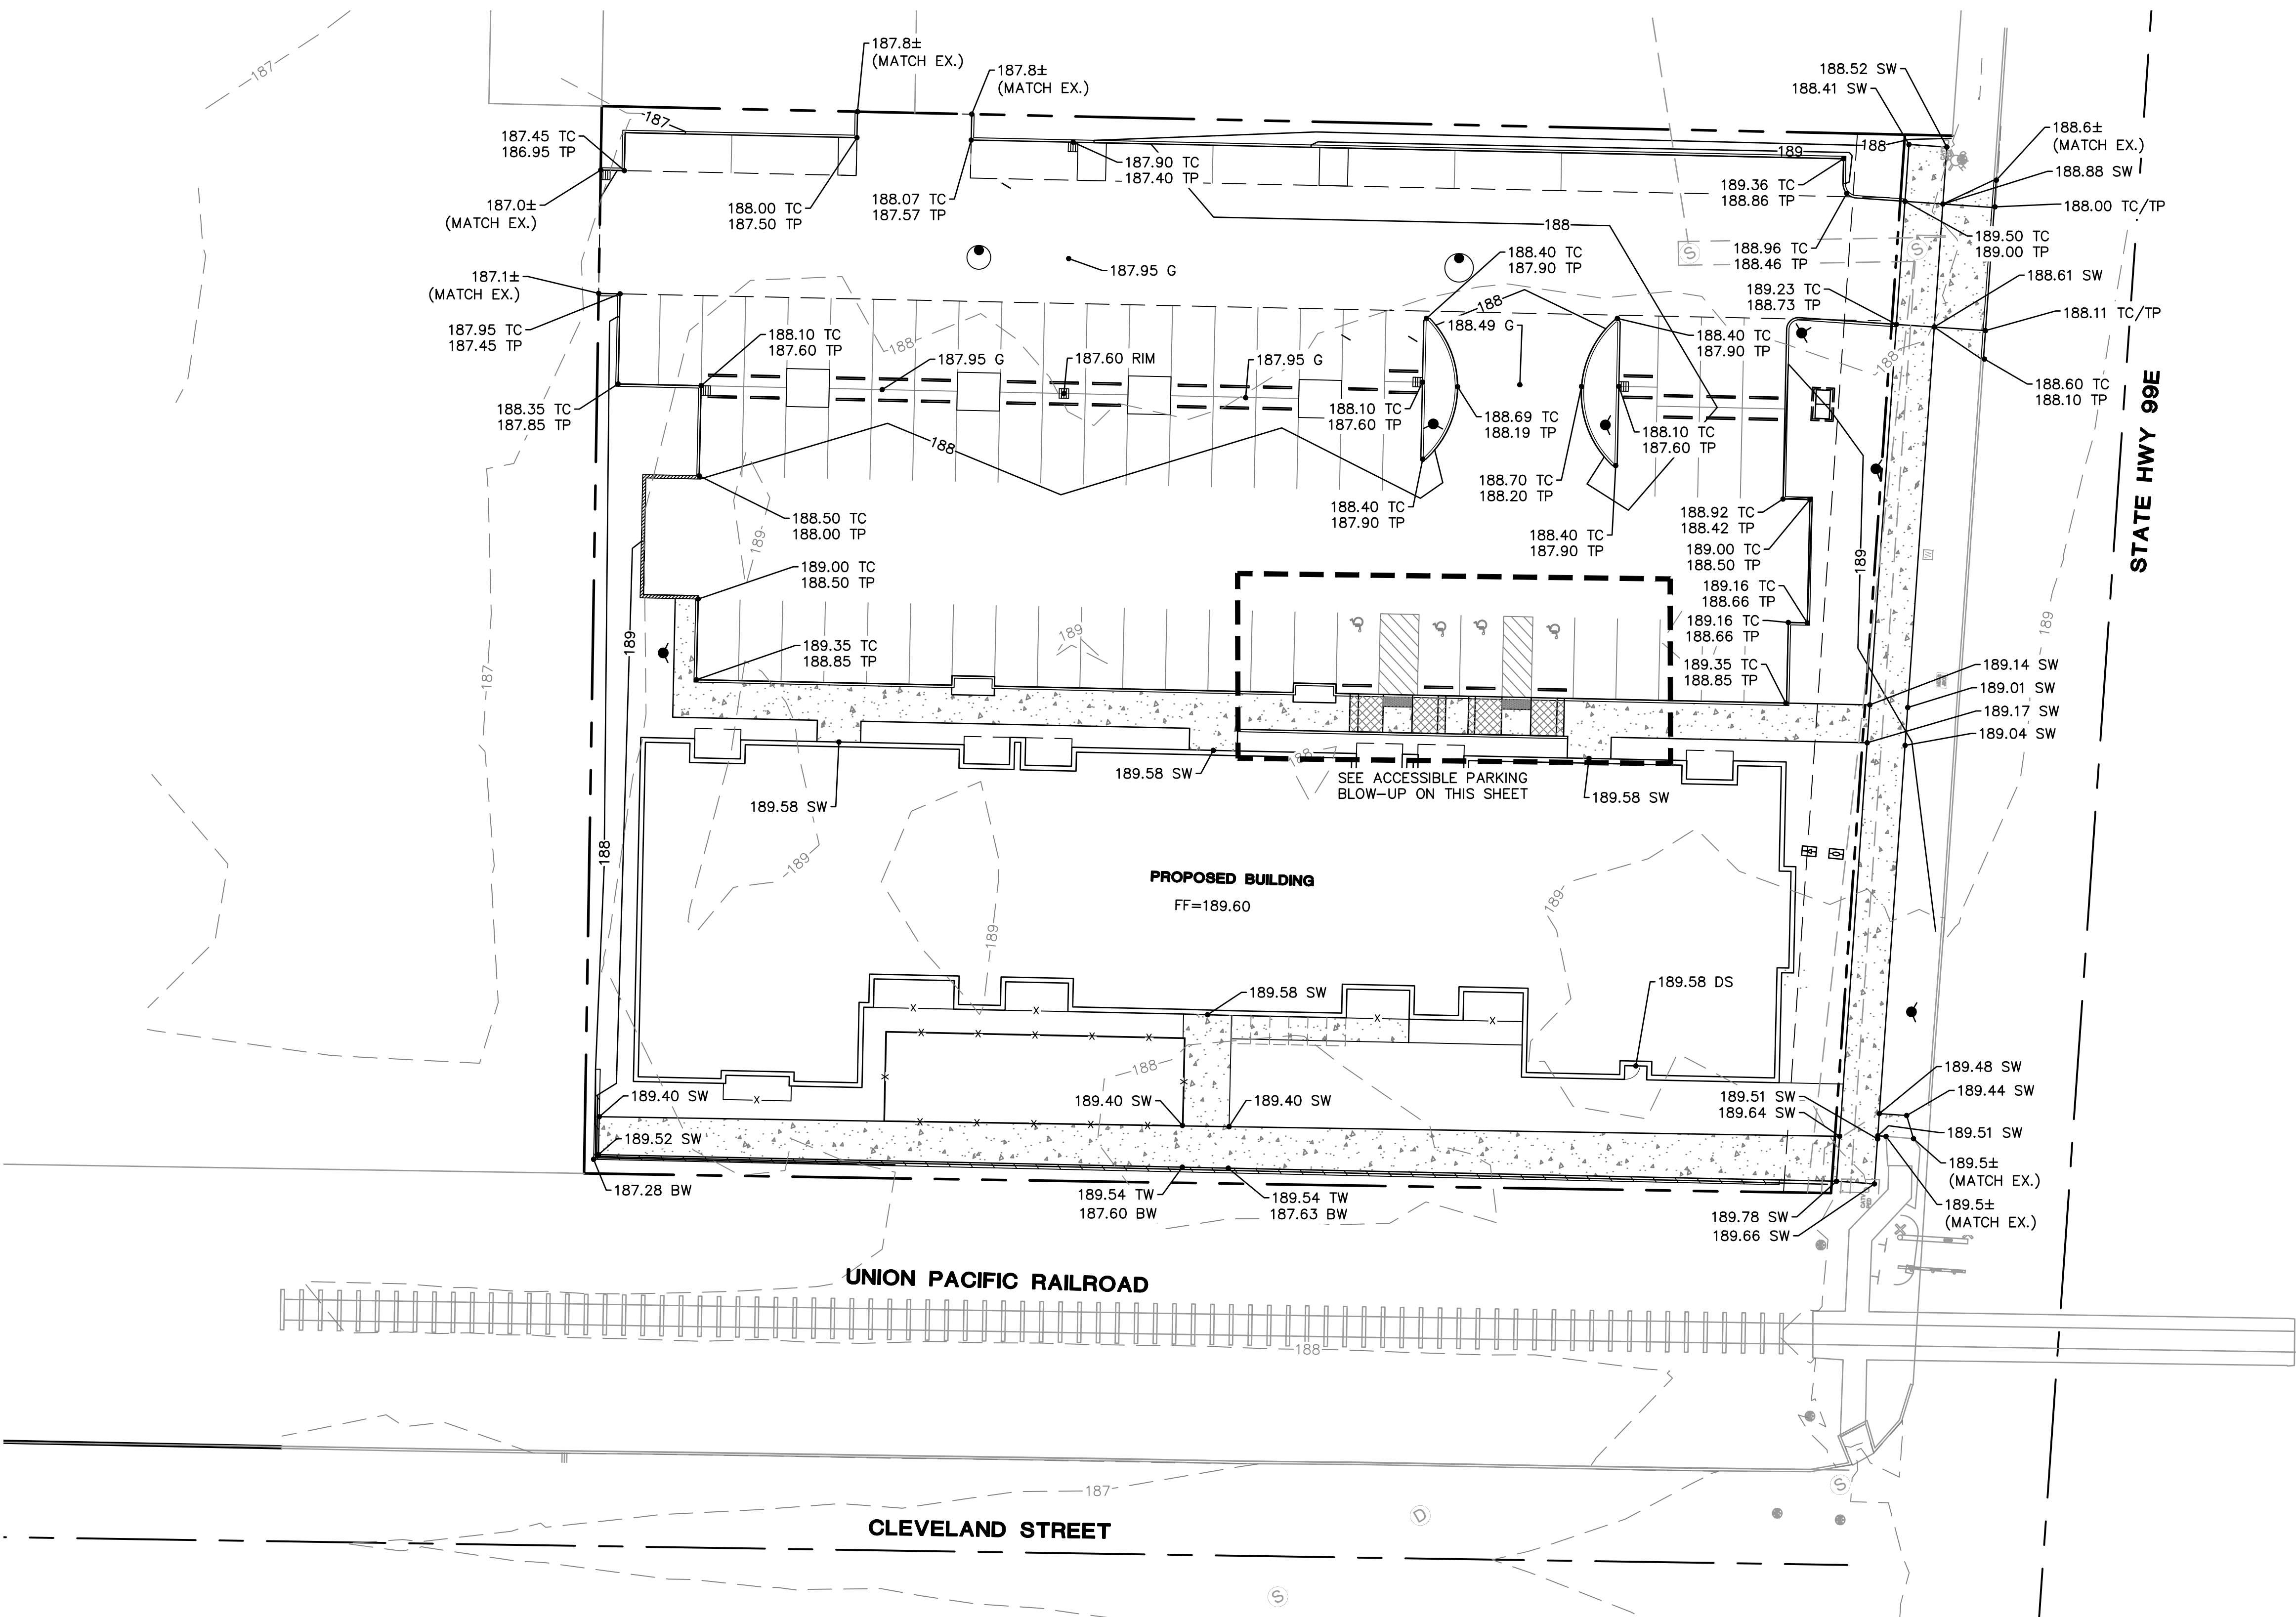 187
187.8±
(MATCH EX.)
187.8±
(MATCH EX.)
188.52 SW
188.41 SW
187
187.45 TC
186.95 TP
188.6±
(MATCH EX.)
188
189
187.90 TC
187.40 TP
188.88 SW
189.36 TC
188.86 TP
187.0±
(MATCH EX.)
188.00 TC
187.50 TP
188.07 TC
187.57 TP
188.00 TC/TP
188
189.50 TC
189.00 TP
188.96 TC
188.46 TP
S
S
188.40 TC
187.90 TP
187.95 G
187.1±
(MATCH EX.)
188.61 SW
189.23 TC
188.73 TP
188
188.49 G
188.11 TC/TP
187.95 TC
187.45 TP
188.10 TC
187.60 TP
188
188.40 TC
187.90 TP
187.95 G
187.60 RIM
187.95 G
188
188.60 TC
188.10 TP
STATE HWY 99E
188.35 TC
187.85 TP
188.10 TC
187.60 TP
188.69 TC
188.19 TP
188.10 TC
187.60 TP
188
188.70 TC
188.20 TP
188.40 TC
187.90 TP
188.92 TC
188.42 TP
188.50 TC
188.00 TP
189
188.40 TC
187.90 TP
189.00 TC
188.50 TP
189
W
189.00 TC
188.50 TP
189.16 TC
188.66 TP
189.16 TC
188.66 TP
189
189
189
189.35 TC
188.85 TP
189.35 TC
188.85 TP
189.14 SW
187
189.01 SW
189.17 SW
189.04 SW
188
189.58 SW
SEE ACCESSIBLE PARKING
BLOW-UP ON THIS SHEET
189.58 SW
189.58 SW
188
189
PROPOSED BUILDING
FF=189.60
189
189
189.58 DS
189.58 SW
188
189.48 SW
189.44 SW
189.40 SW
189.40 SW
189.40 SW
189.51 SW
189.64 SW
189.52 SW
189.51 SW
189.5±
(MATCH EX.)
187.28 BW
189.54 TW
187.60 BW
189.54 TW
187.63 BW
189.5±
(MATCH EX.)
189.78 SW
189.66 SW
UNION PACIFIC RAILROAD
188
187
S
D
CLEVELAND STREET
S